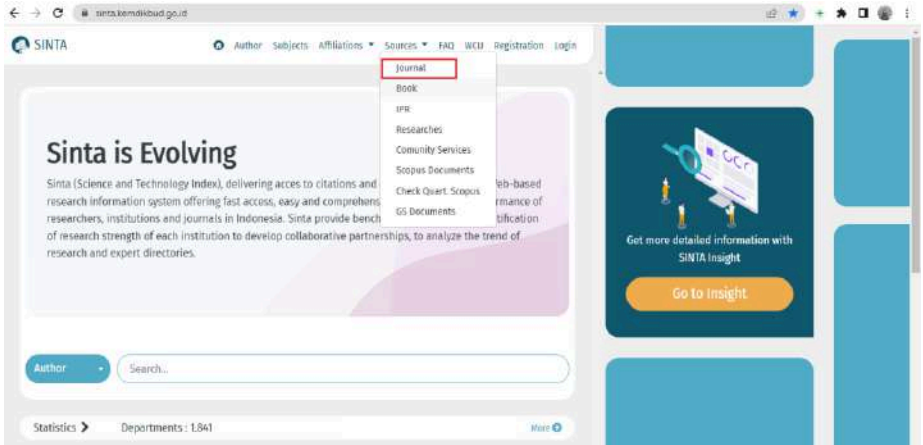 sinta.kemdikbud.go.id
SINTA
Author Subjects Affiliations Sources FAQ WCU Registration Login
Journal
Book
IPR
Researches
Comunity Services
Scopus Documents
Check Quart. Scopus
GS Documents
Sinta is Evolving
Sinta (Science and Technology Index), delivering acces to citations and eb-based
research information system offering fast access, easy and comprehens rmance of
researchers, institutions and journals in Indonesia. Sinta provide bench tification
of research strength of each institution to develop collaborative partnerships, to analyze the trend of
research and expert directories.
Get more detailed information with
SINTA Insight
Go to Insight
Author
Search...
Statistics Departments : 1.841 More